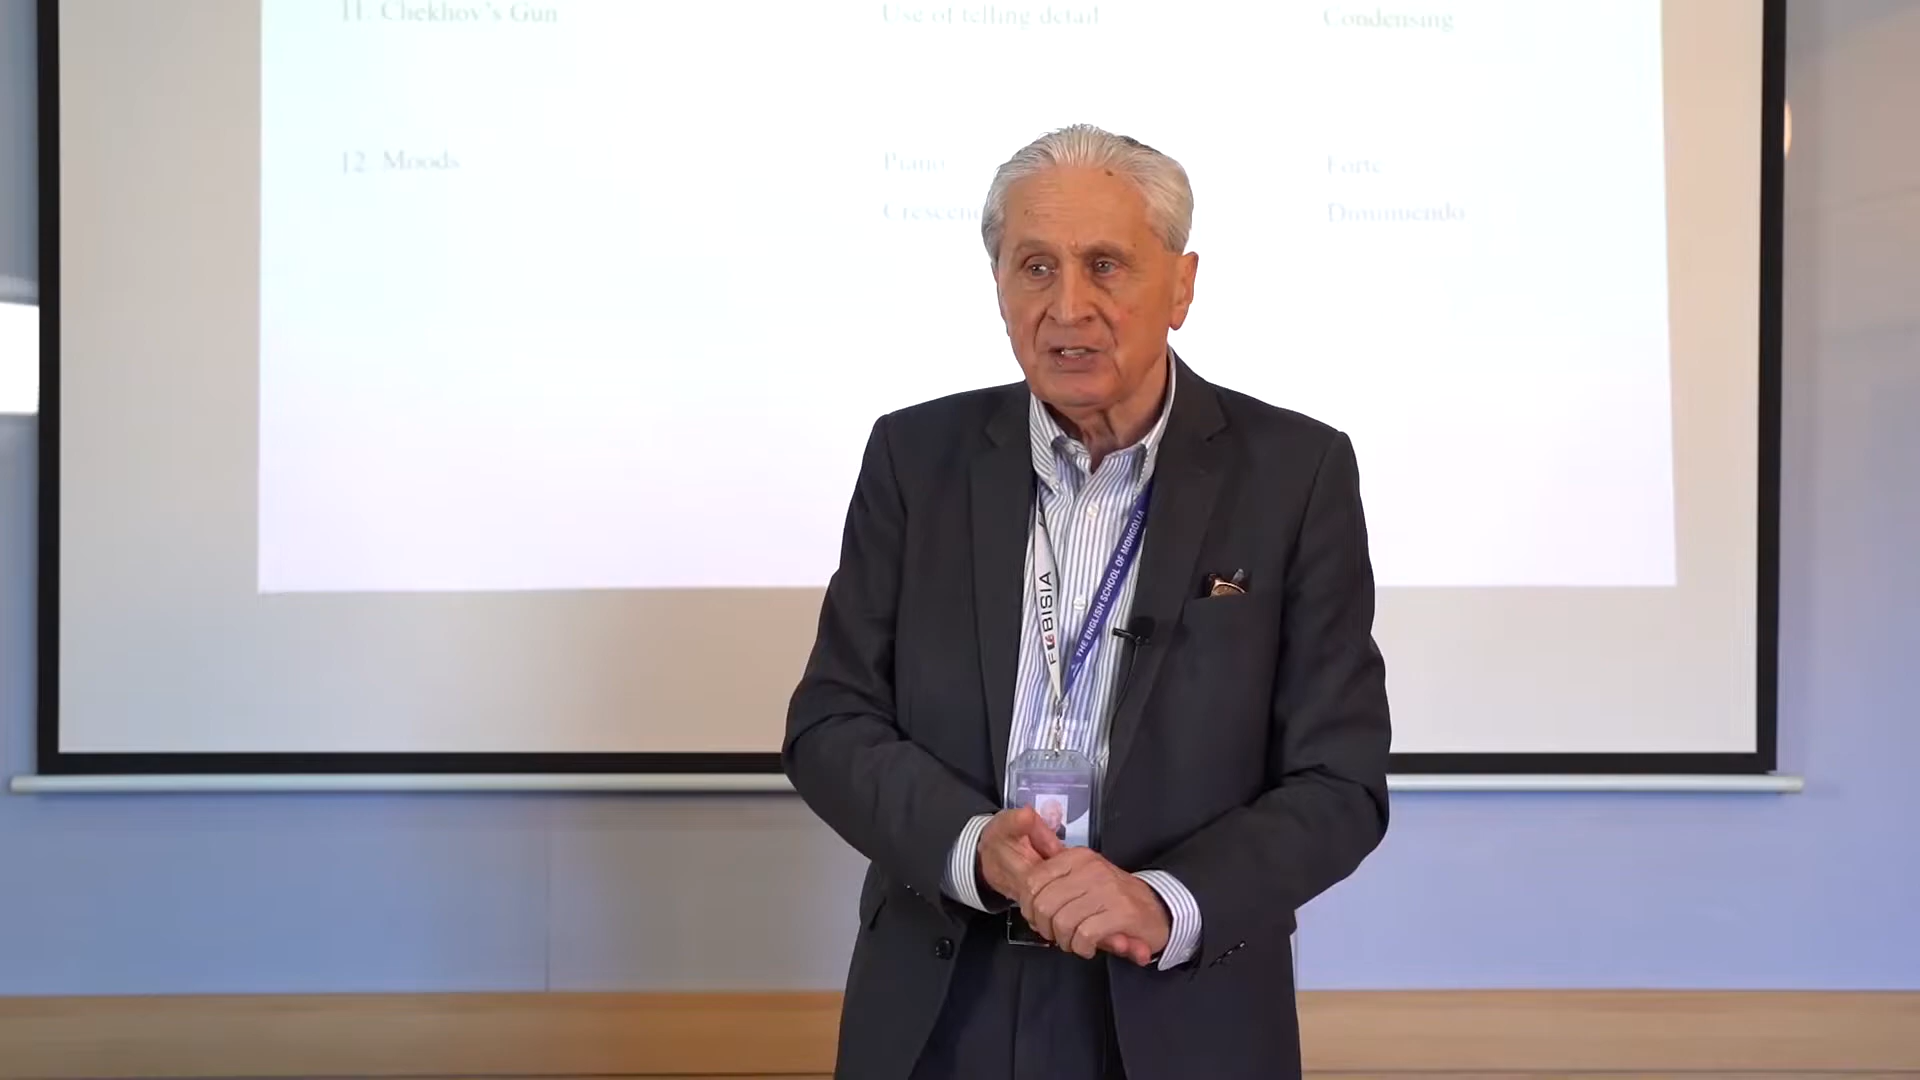 11. Chekhov's Gun Use of telling detail Condensing
12. Moods Piano Forte
Crescen Diminuendo
FOBISIA
THE ENGLISH SCHOOL OF MONGOLIA